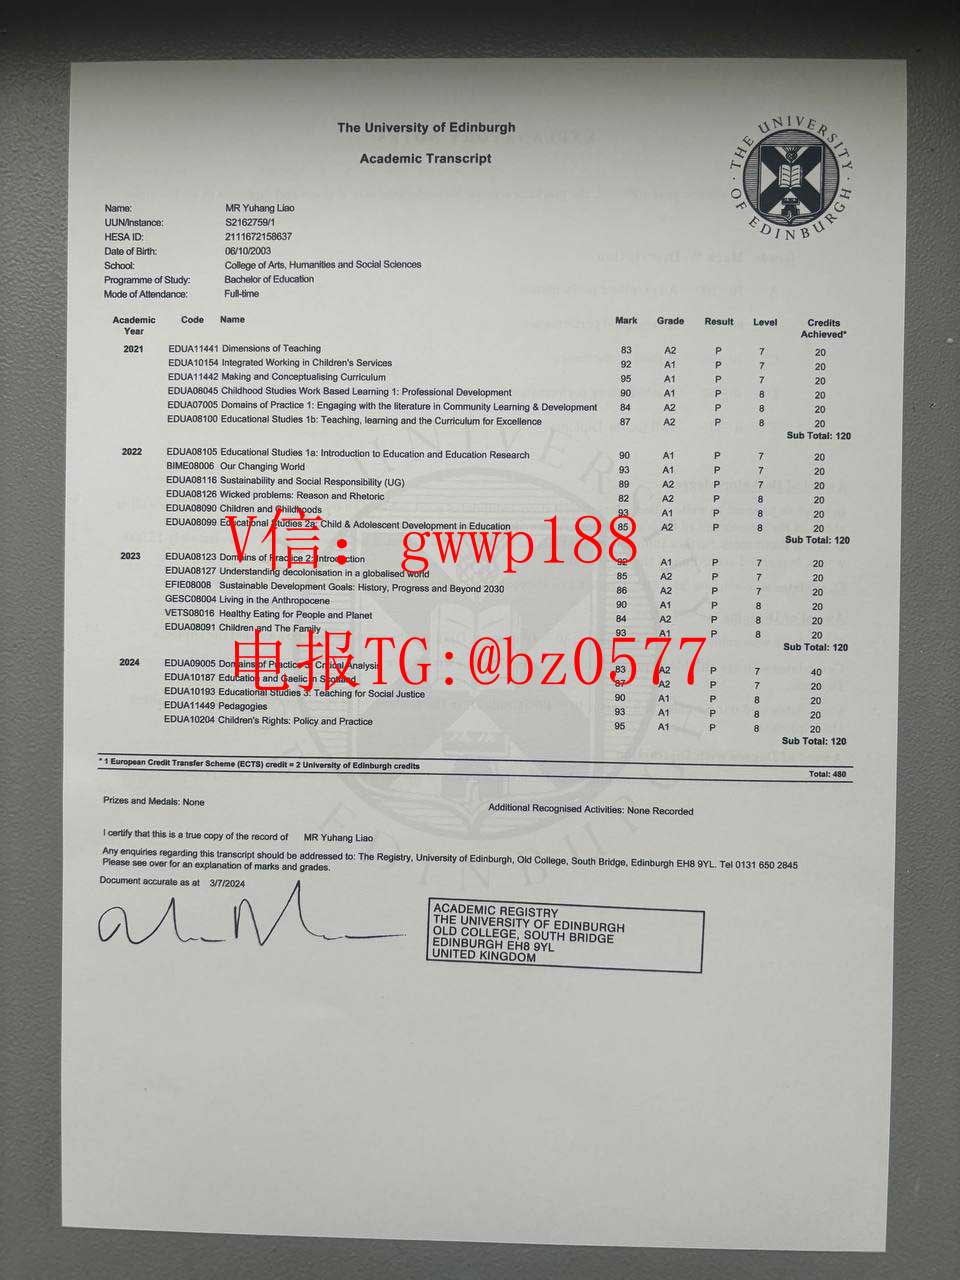 The University of Edinburgh
Academic Transcript
THE UNIVERSITY OF EDINBURGH
Name: MR Yuhang Liao
UUN/Instance: S2162759/1
HESA ID: 2111672158637
Date of Birth: 06/10/2003
School: College of Arts, Humanities and Social Sciences
Programme of Study: Bachelor of Education
Mode of Attendance: Full-time
Academic Year Code Name Mark Grade Result Level Credits Achieved*
2021 EDUA11441 Dimensions of Teaching 83 A2 P 7 20
EDUA10154 Integrated Working in Children's Services 92 A1 P 7 20
EDUA11442 Making and Conceptualising Curriculum 95 A1 P 7 20
EDUA08045 Childhood Studies Work Based Learning 1: Professional Development 90 A1 P 8 20
EDUA07005 Domains of Practice 1: Engaging with the literature in Community Learning & Development 84 A2 P 8 20
EDUA08100 Educational Studies 1b: Teaching, learning and the Curriculum for Excellence 87 A2 P 8 20
Sub Total: 120
2022 EDUA08105 Educational Studies 1a: Introduction to Education and Education Research 90 A1 P 7 20
BIME08006 Our Changing World 93 A1 P 7 20
EDUA08116 Sustainability and Social Responsibility (UG) 89 A2 P 7 20
EDUA08126 Wicked problems: Reason and Rhetoric 82 A2 P 8 20
EDUA08090 Children and Childhoods 93 A1 P 8 20
EDUA08099 Educational Studies 2a: Child & Adolescent Development in Education 85 A2 P 8 20
Sub Total: 120
V信： gwwp188
2023 EDUA08123 Domains of Practice 2: Introduction 92 A1 P 7 20
EDUA08127 Understanding decolonisation in a globalised world 85 A2 P 7 20
EFIE08008 Sustainable Development Goals: History, Progress and Beyond 2030 86 A2 P 7 20
GESC08004 Living in the Anthropocene 90 A1 P 8 20
VETS08016 Healthy Eating for People and Planet 84 A2 P 8 20
EDUA08091 Children and The Family 93 A1 P 8 20
Sub Total: 120
电报TG:@bz0577
2024 EDUA09005 Domains of Practice 3: Critical Analysis 83 A2 P 7 40
EDUA10187 Education and Gaelic in Scotland 87 A2 P 7 20
EDUA10193 Educational Studies 3: Teaching for Social Justice 90 A1 P 8 20
EDUA11449 Pedagogies 93 A1 P 8 20
EDUA10204 Children's Rights: Policy and Practice 95 A1 P 8 20
Sub Total: 120
* 1 European Credit Transfer Scheme (ECTS) credit = 2 University of Edinburgh credits
Total: 480
Prizes and Medals: None
Additional Recognised Activities: None Recorded
I certify that this is a true copy of the record of MR Yuhang Liao
Any enquiries regarding this transcript should be addressed to: The Registry, University of Edinburgh, Old College, South Bridge, Edinburgh EH8 9YL. Tel 0131 650 2845
Please see over for an explanation of marks and grades.
Document accurate as at 3/7/2024
ACADEMIC REGISTRY
THE UNIVERSITY OF EDINBURGH
OLD COLLEGE, SOUTH BRIDGE
EDINBURGH EH8 9YL
UNITED KINGDOM